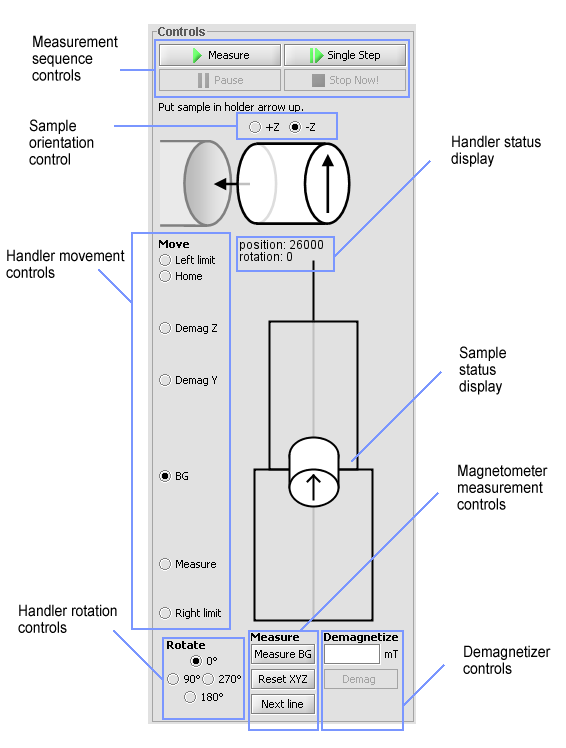 Controls
Measurement
sequence
controls
Measure
Single Step
Pause
Stop Now!
Put sample in holder arrow up.
Sample
orientation
control
+Z
-Z
Handler status
display
Handler movement
controls
Move
position: 26000
rotation: 0
Left limit
Home
Demag Z
Demag Y
Sample
status
display
BG
Magnetometer
measurement
controls
Measure
Right limit
Handler rotation
controls
Rotate
0°
90°
270°
180°
Measure
Measure BG
Reset XYZ
Next line
Demagnetize
mT
Demag
Demagnetizer
controls